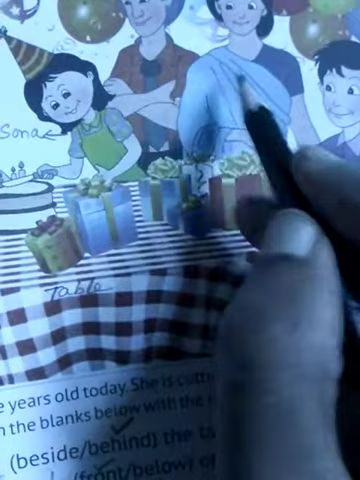 Sona
Table
e years old today. She is cutt
n the blanks below with the
(beside/behind) the ta
(front/below) of